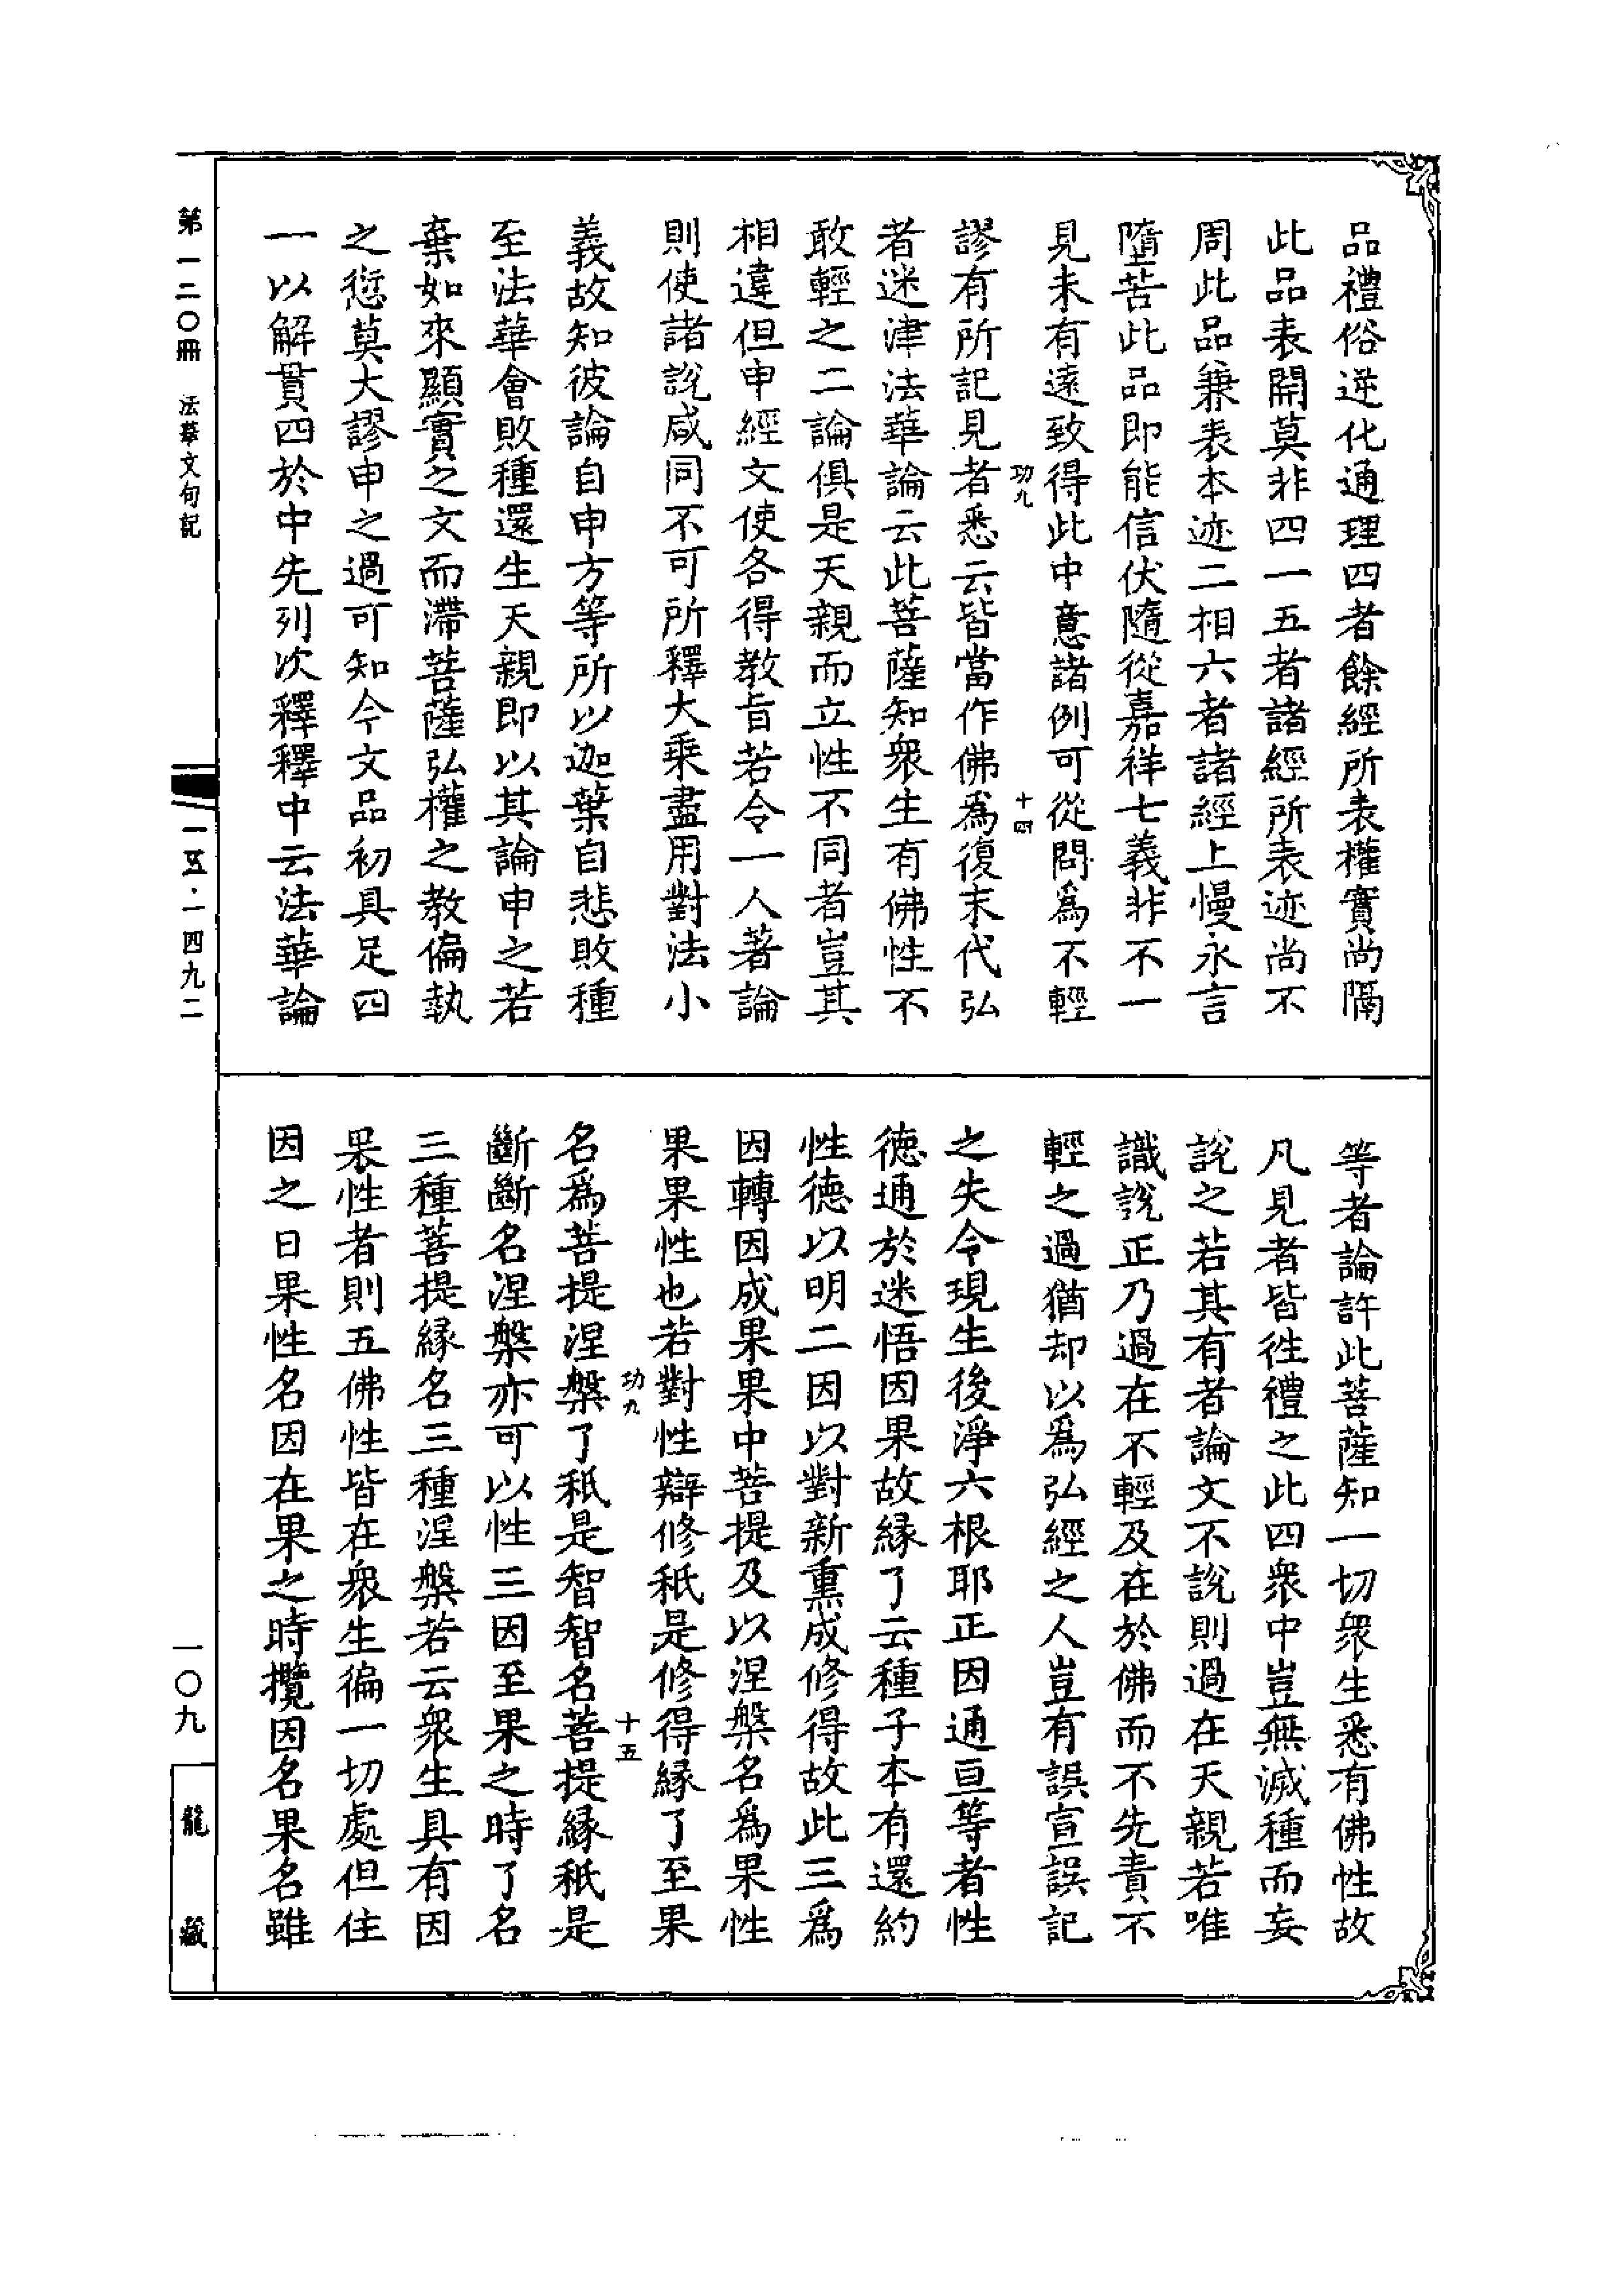 品禮俗逆化通理四者餘經所表權實尚隔
此品表開莫非四一五者諸經所表迹尚不
周此品兼表本迹二相六者諸經上慢永言
墮苦此品即能信伏隨從嘉祥七義非不一
見未有遠致得此中意諸例可從問為不輕
功九
十四
謬有所記見者悉云皆當作佛為復末代弘
者迷津法華論云此菩薩知衆生有佛性不
敢輕之二論俱是天親而立性不同者豈其
相違但申經文使各得教旨若令一人著論
則使諸說咸同不可所釋大乘盡用對法小
義故知彼論自申方等所以迦葉自悲敗種
至法華會敗種還生天親即以其論申之若
棄如來顯實之文而滯菩薩弘權之教偏執
之愆莫大謬申之過可知今文品初具足四
一以解貫四於中先列次釋釋中云法華論
等者論許此菩薩知一切衆生悉有佛性故
凡見者皆往禮之此四衆中豈無滅種而妄
說之若其有者論文不說則過在天親若唯
識說正乃過在不輕及在於佛而不先責不
輕之過猶却以為弘經之人豈有誤宣誤記
之失令現生後淨六根耶正因通亘等者性
德通於迷悟因果故緣了云種子本有還約
性德以明二因以對新熏成修得故此三為
因轉因成果果中菩提及以涅槃名為果性
果果性也若對性辯修秖是修得緣了至果
功九
十五
名為菩提涅槃了秖是智智名菩提緣秖是
斷斷名涅槃亦可以性三因至果之時了名
三種菩提緣名三種涅槃若云衆生具有因
果性者則五佛性皆在衆生徧一切處但住
因之日果性名因在果之時攬因名果名雖
第一二〇冊 法華文句記
一五·一四九二
一〇九
龍藏